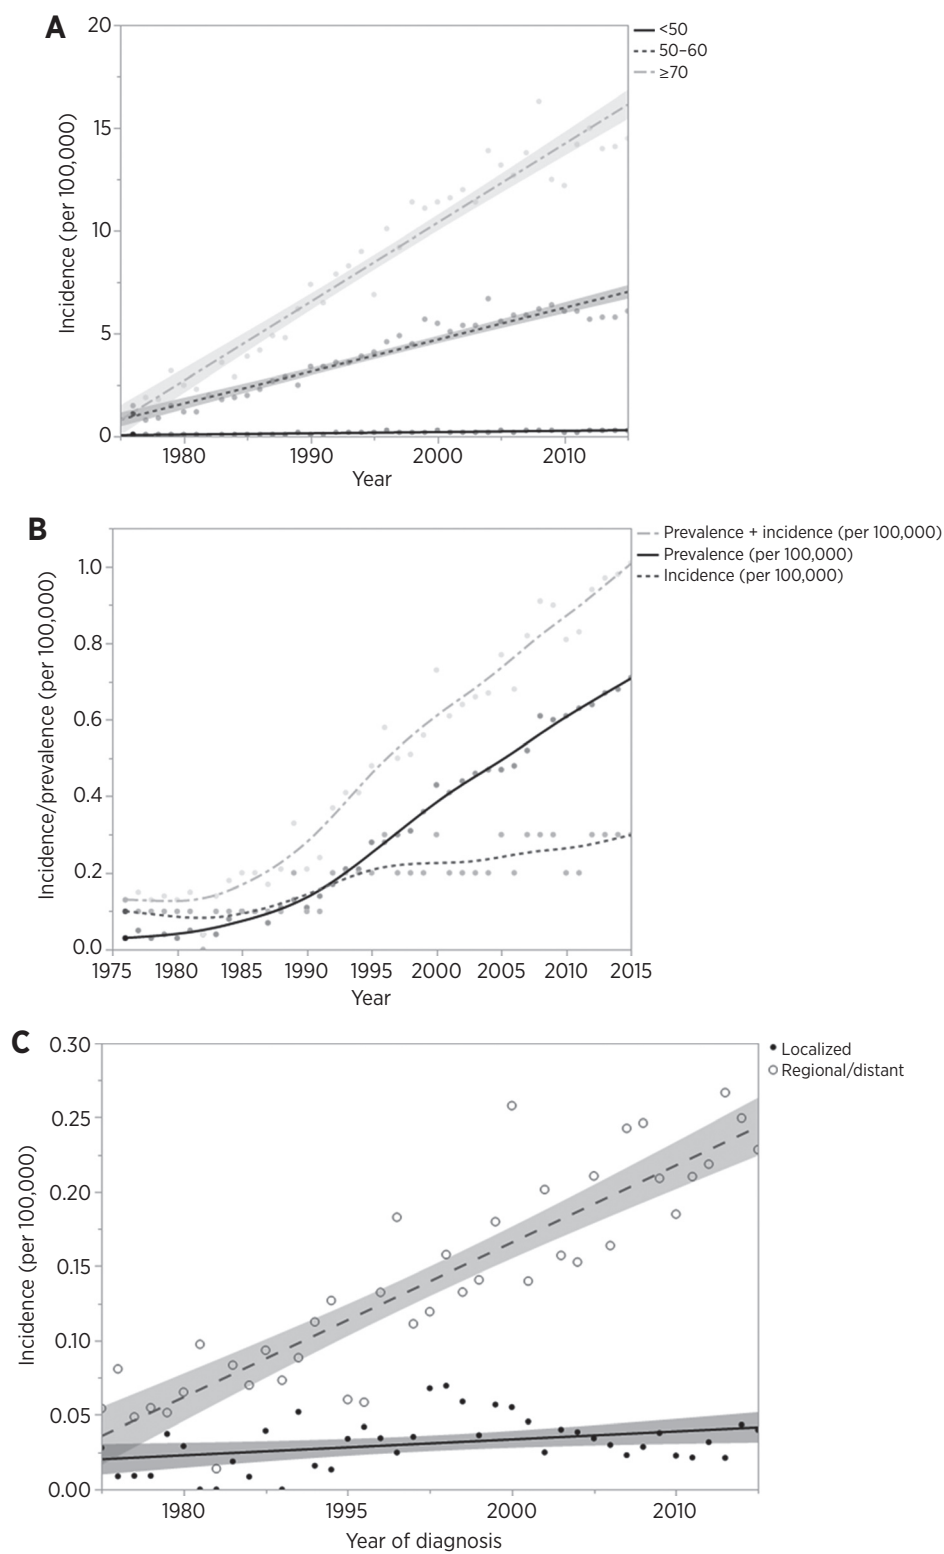 A
20
15
10
5
0
Incidence (per 100,000)
1980 1990 2000 2010
Year
<50
50–60
≥70
B
1.0
0.8
0.6
0.4
0.2
0.0
Incidence/prevalence (per 100,000)
1975 1980 1985 1990 1995 2000 2005 2010 2015
Year
Prevalence + incidence (per 100,000)
Prevalence (per 100,000)
Incidence (per 100,000)
C
0.30
0.25
0.20
0.15
0.10
0.05
0.00
Incidence (per 100,000)
1980 1995 2000 2010
Year of diagnosis
Localized
Regional/distant